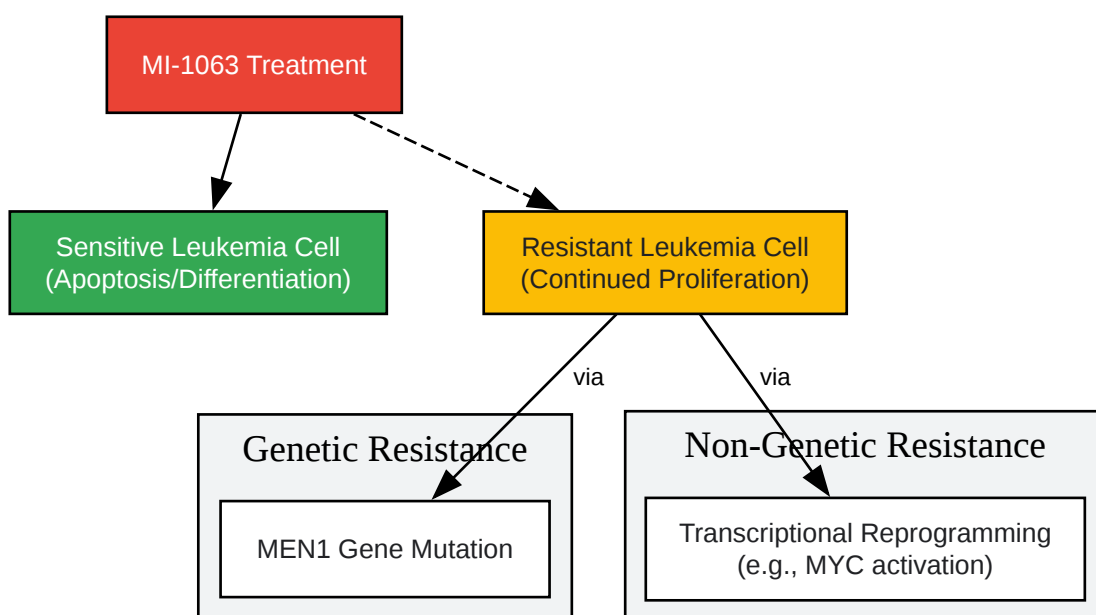 MI-1063 Treatment
Sensitive Leukemia Cell
(Apoptosis/Differentiation)
Resistant Leukemia Cell
(Continued Proliferation)
via
via
Genetic Resistance
MEN1 Gene Mutation
Non-Genetic Resistance
Transcriptional Reprogramming
(e.g., MYC activation)